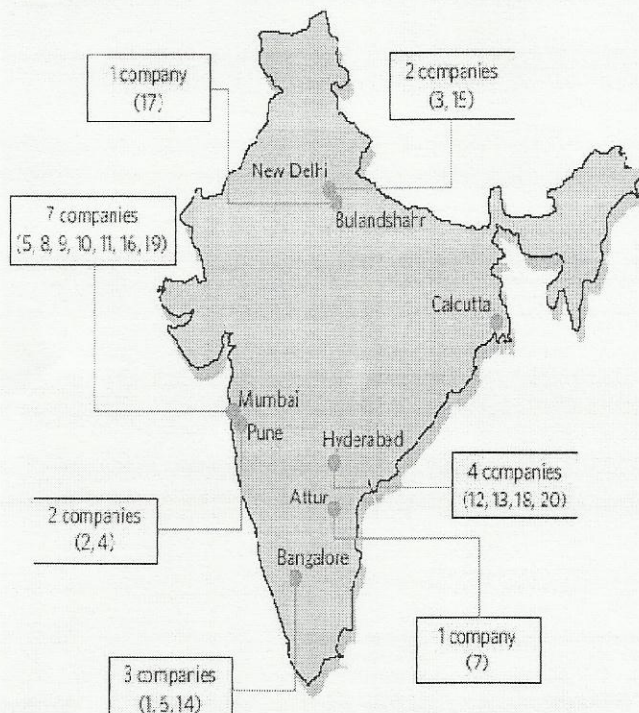 1 company
(17)
2 companies
(3, 15)
New Delhi
Bulandshahr
7 companies
(5, 8, 9, 10, 11, 16, 19)
Calcutta
Mumbai
Pune
Hyderabad
4 companies
(12, 13, 18, 20)
Attur
2 companies
(2, 4)
Bangalore
1 company
(7)
3 companies
(1, 5, 14)